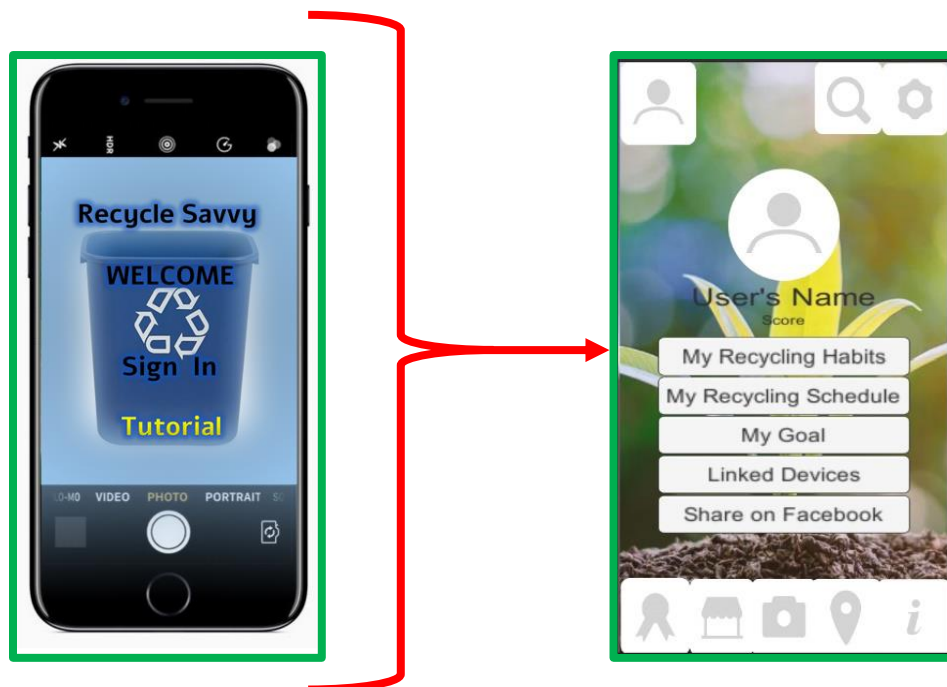 HDR
Recycle Savvy
WELCOME
Sign In
Tutorial
VIDEO PHOTO PORTRAIT
User's Name
Score
My Recycling Habits
My Recycling Schedule
My Goal
Linked Devices
Share on Facebook
i